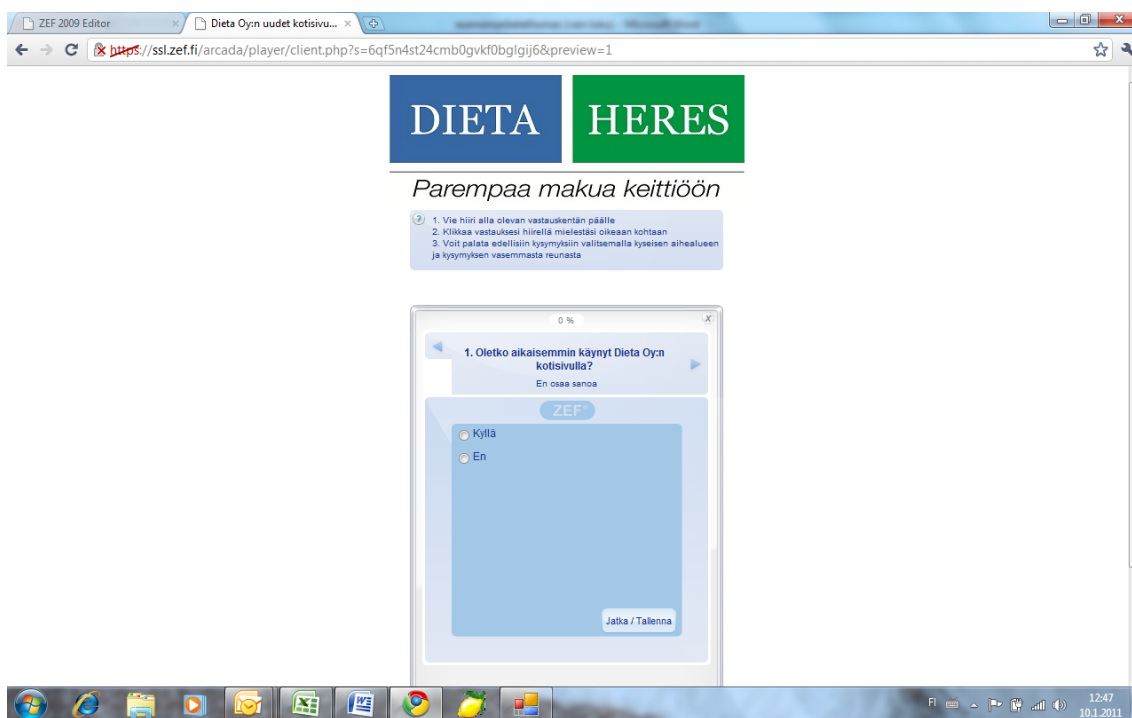 ZEF 2009 Editor
Dieta Oy:n uudet kotisivu...
https://ssl.zef.fi/arcada/player/client.php?s=6qf5n4st24cmb0gvkf0bglgij6&preview=1
DIETA HERES
Parempaa makua keittiöön
1. Vie hiiri alla olevan vastauskentän päälle
2. Klikkaa vastauksesi hiirellä mielestäsi oikeaan kohtaan
3. Voit palata edellisiin kysymyksiin valitsemalla kyseisen aihealueen
ja kysymyksen vasemmasta reunasta
0 %
X
1. Oletko aikaisemmin käynyt Dieta Oy:n
kotisivulla?
En osaa sanoa
ZEF
Kyllä
En
Jatka / Tallenna
FI
12:47
10.1.2011